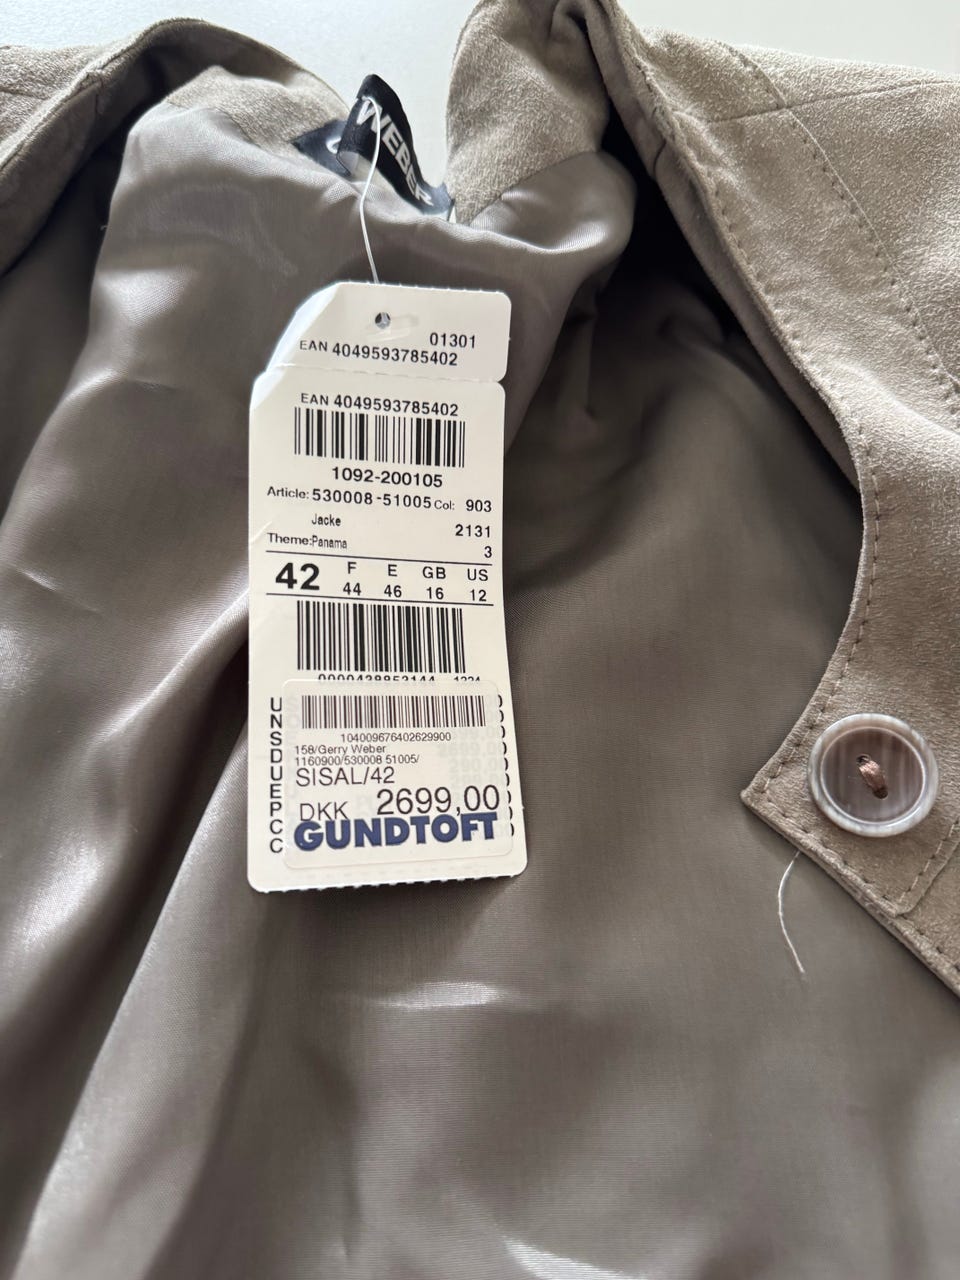 WEBER
01301
EAN 4049593785402
EAN 4049593785402
1092-200105
Article: 530008-51005 Col: 903
Jacke 2131
Theme:Panama 3
42 F E GB US
44 46 16 12
0000438853144 1224
104009676402629900
158/Gerry Weber
1160900/530008 51005/
SISAL/42
DKK 2699,00
GUNDTOFT